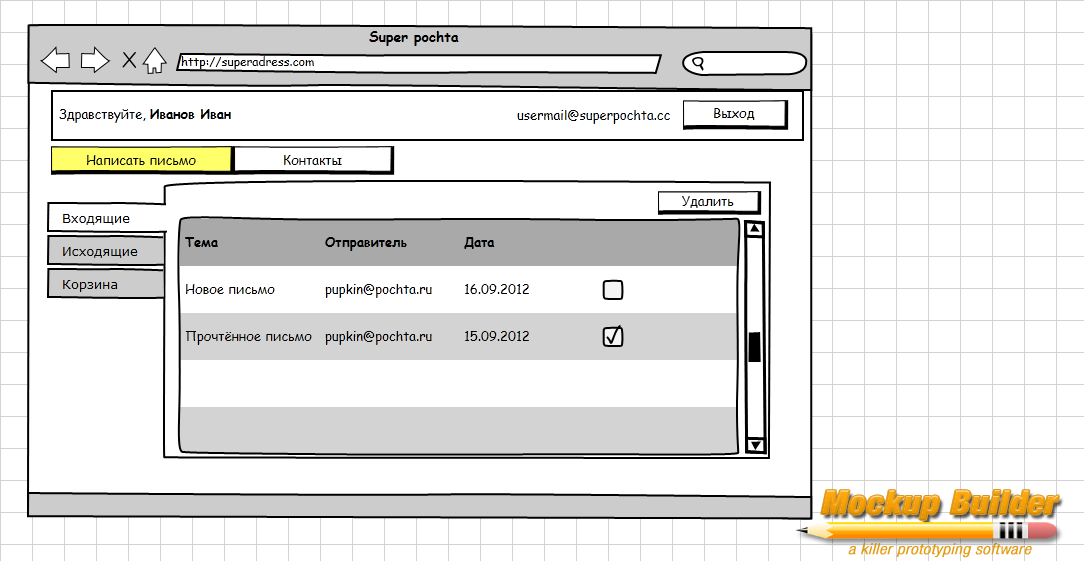 Super pochta
http://superadress.com
Здравствуйте, Иванов Иван
usermail@superpochta.cc
Выход
Написать письмо
Контакты
Удалить
Входящие
Исходящие
Корзина
Тема Отправитель Дата
Новое письмо pupkin@pochta.ru 16.09.2012
Прочтённое письмо pupkin@pochta.ru 15.09.2012
Mockup Builder
a killer prototyping software